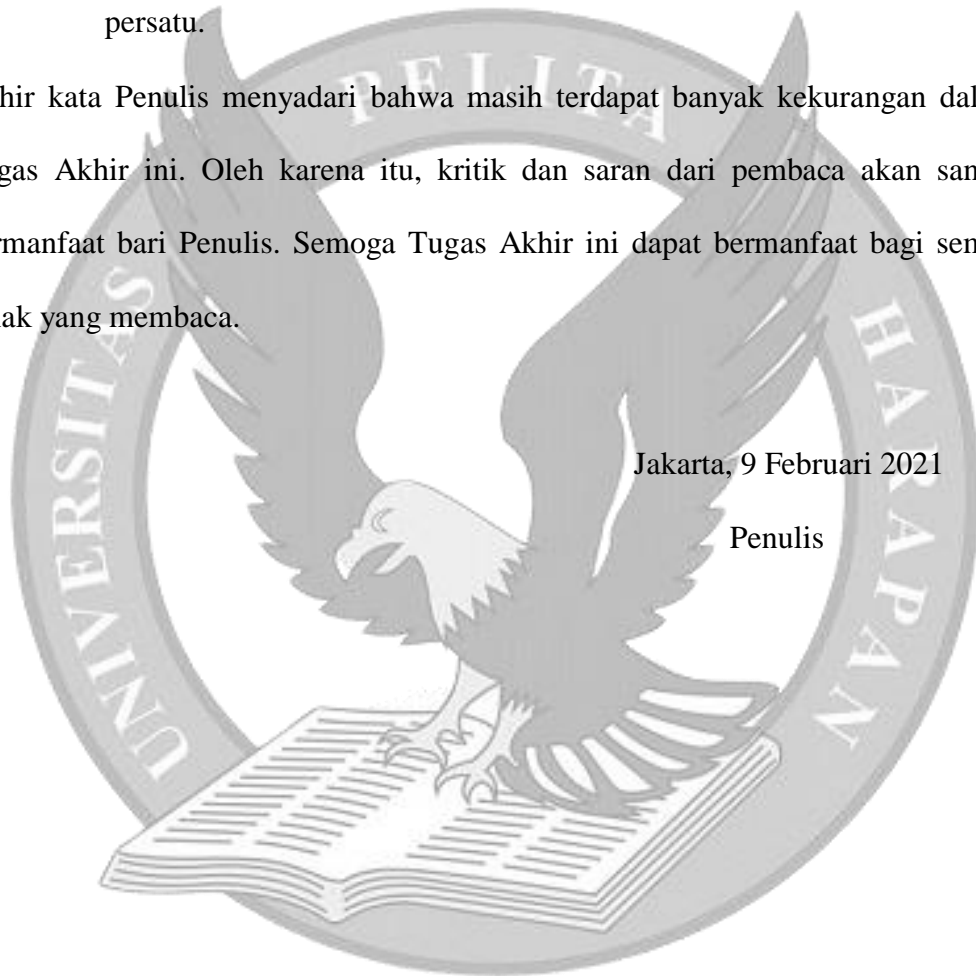 persatu.
hir kata Penulis menyadari bahwa masih terdapat banyak kekurangan dal
gas Akhir ini. Oleh karena itu, kritik dan saran dari pembaca akan san
rmanfaat bari Penulis. Semoga Tugas Akhir ini dapat bermanfaat bagi sem
ak yang membaca.
Jakarta, 9 Februari 2021
Penulis
UNIVERSITAS PELITA HARAPAN